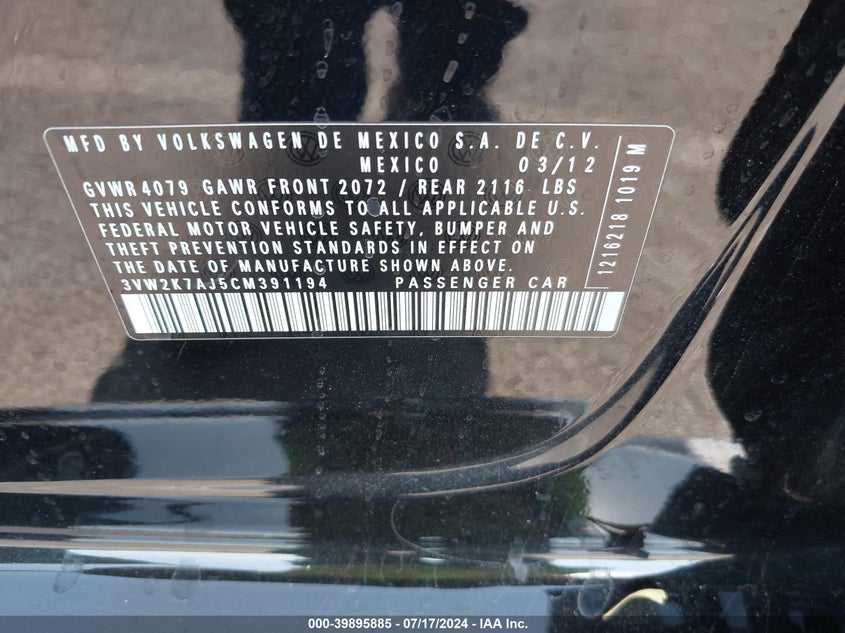 MFD BY VOLKSWAGEN DE MEXICO S.A. DE C.V.
MEXICO 03/12
GVWR 4079 GAWR FRONT 2072 / REAR 2116 LBS
THIS VEHICLE CONFORMS TO ALL APPLICABLE U.S.
FEDERAL MOTOR VEHICLE SAFETY, BUMPER AND
THEFT PREVENTION STANDARDS IN EFFECT ON
THE DATE OF MANUFACTURE SHOWN ABOVE.
3VW2K7AJ5CM391194 PASSENGER CAR
1216218 1019 M
000-39895885 - 07/17/2024 - IAA Inc.